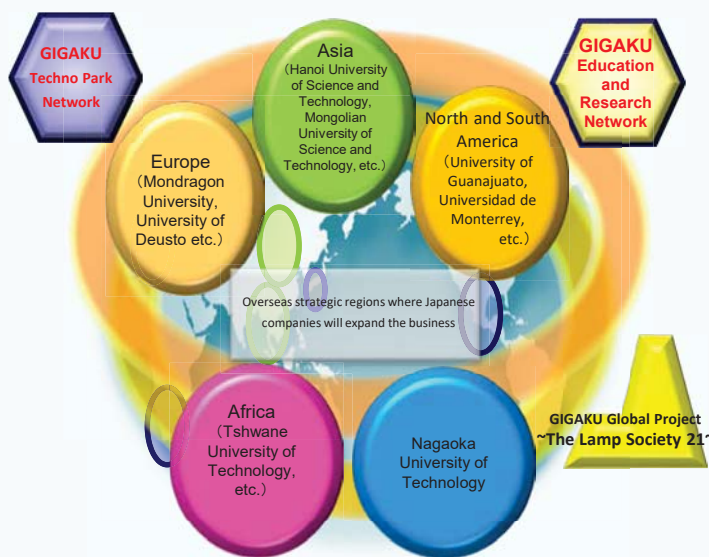 GIGAKU
Techno Park
Network
Asia
(Hanoi University
of Science and
Technology,
Mongolian
University of
Science and
Technology, etc.)
GIGAKU
Education
and
Research
Network
Europe
(Mondragon
University,
University of
Deusto etc.)
North and South
America
(University of
Guanajuato,
Universidad de
Monterrey,
etc.)
Overseas strategic regions where Japanese
companies will expand the business
Africa
(Tshwane
University of
Technology,
etc.)
Nagaoka
University of
Technology
GIGAKU Global Project
~The Lamp Society 21~